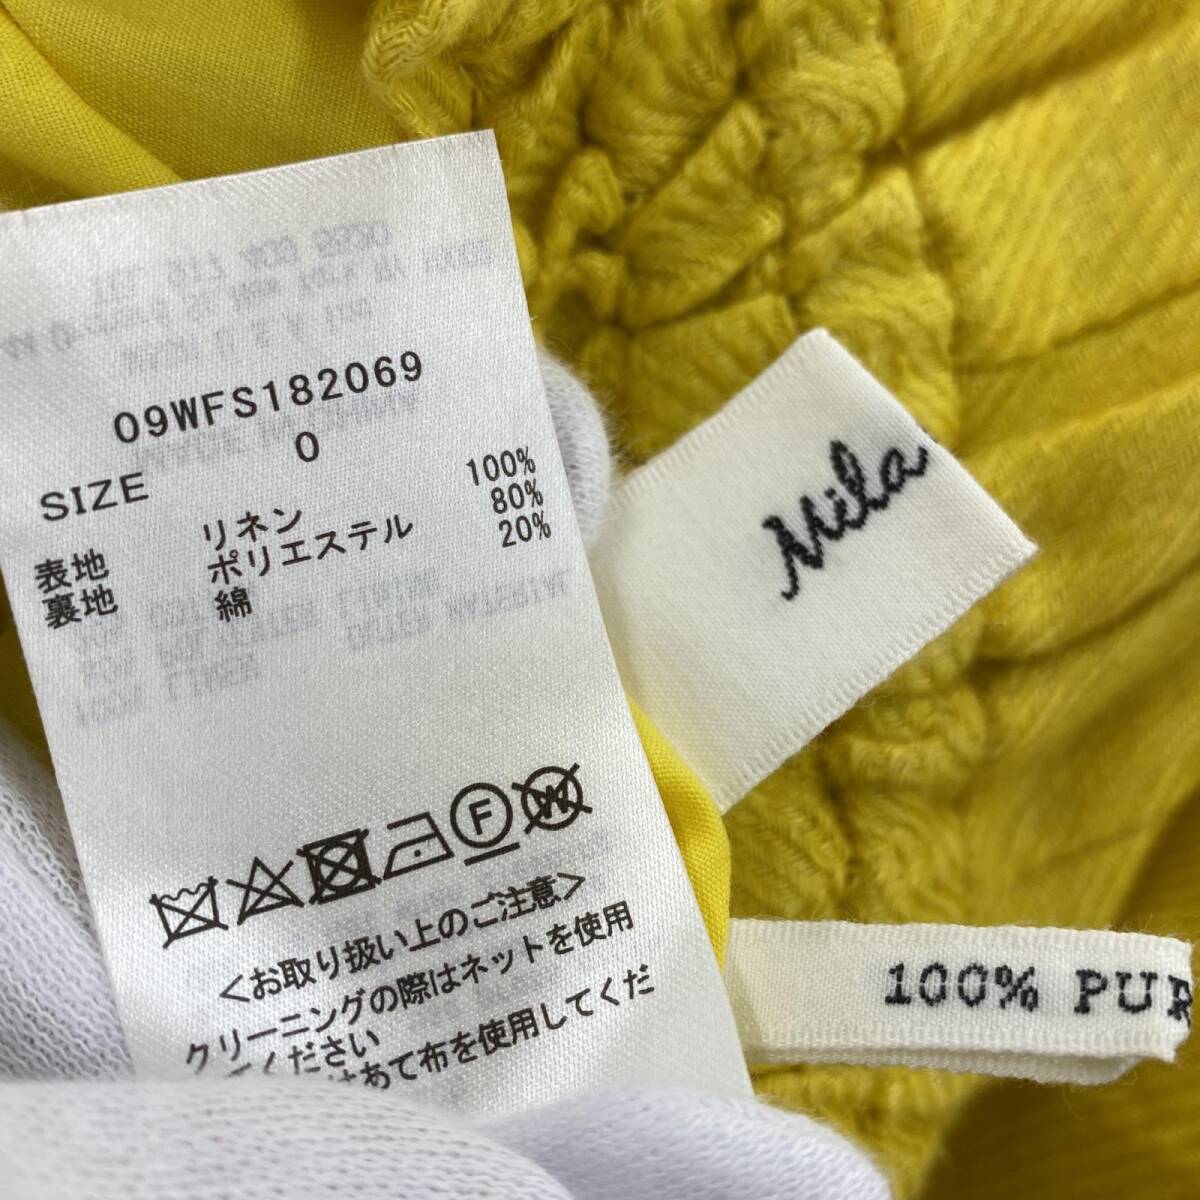 09WFS182069
SIZE 0
表地 リネン 100%
裏地 ポリエステル 80%
綿 20%
F
W
<お取り扱い上のご注意>
クリーニングの際はネットを使用
てください
はあて布を使用してくだ
Mila
100% PUR